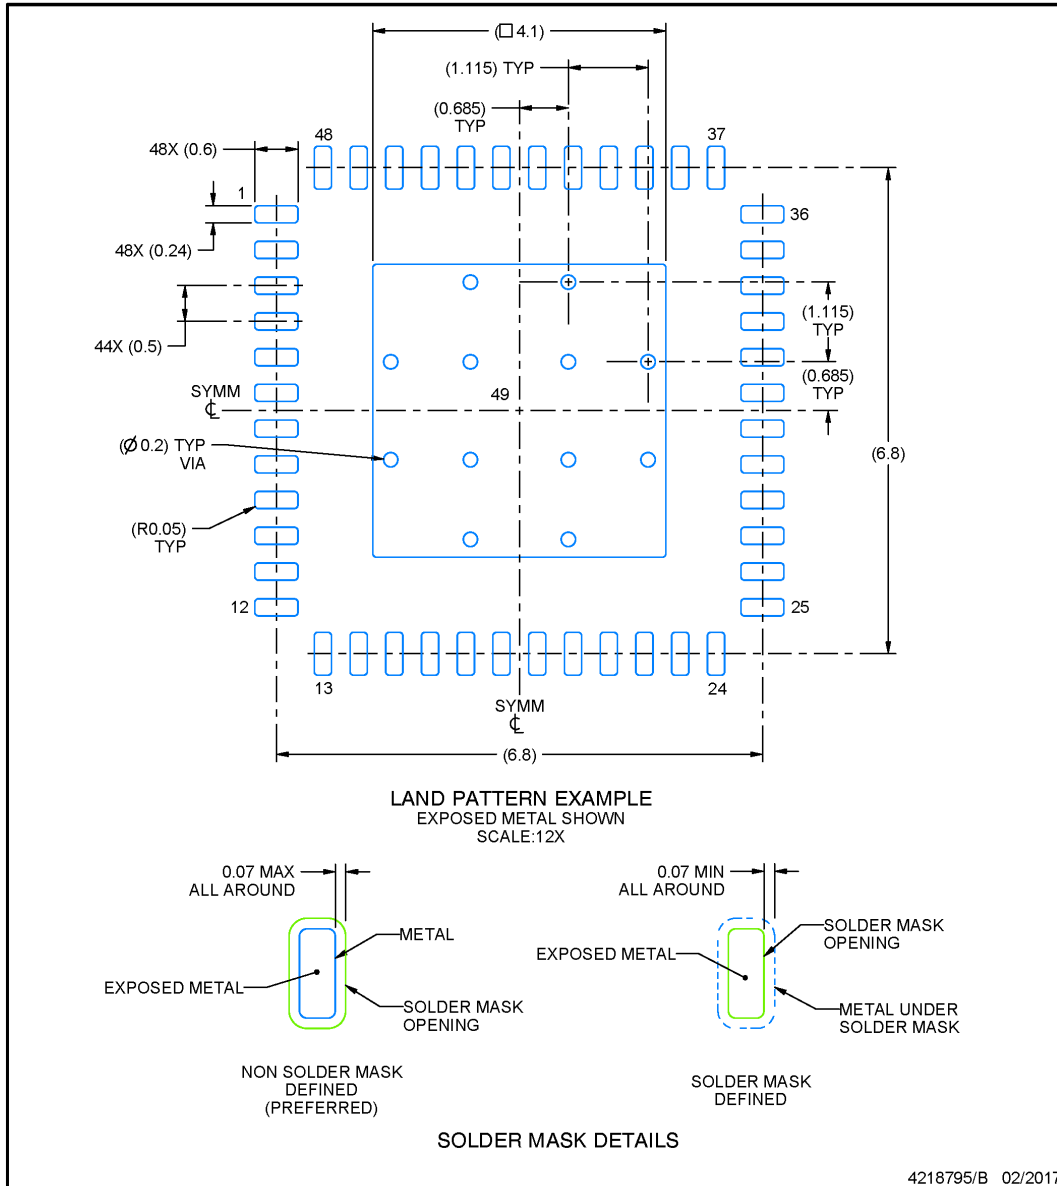 (□ 4.1)
(1.115) TYP
(0.685)
TYP
48
37
48X (0.6)
1
36
48X (0.24)
44X (0.5)
(1.115)
TYP
(0.685)
TYP
SYMM
℄
49
(Ø 0.2) TYP
VIA
(6.8)
(R0.05)
TYP
12
25
13
24
SYMM
℄
(6.8)
LAND PATTERN EXAMPLE
EXPOSED METAL SHOWN
SCALE:12X
0.07 MAX
ALL AROUND
0.07 MIN
ALL AROUND
METAL
SOLDER MASK
OPENING
EXPOSED METAL
EXPOSED METAL
SOLDER MASK
OPENING
METAL UNDER
SOLDER MASK
NON SOLDER MASK
DEFINED
(PREFERRED)
SOLDER MASK
DEFINED
SOLDER MASK DETAILS
4218795/B 02/2017